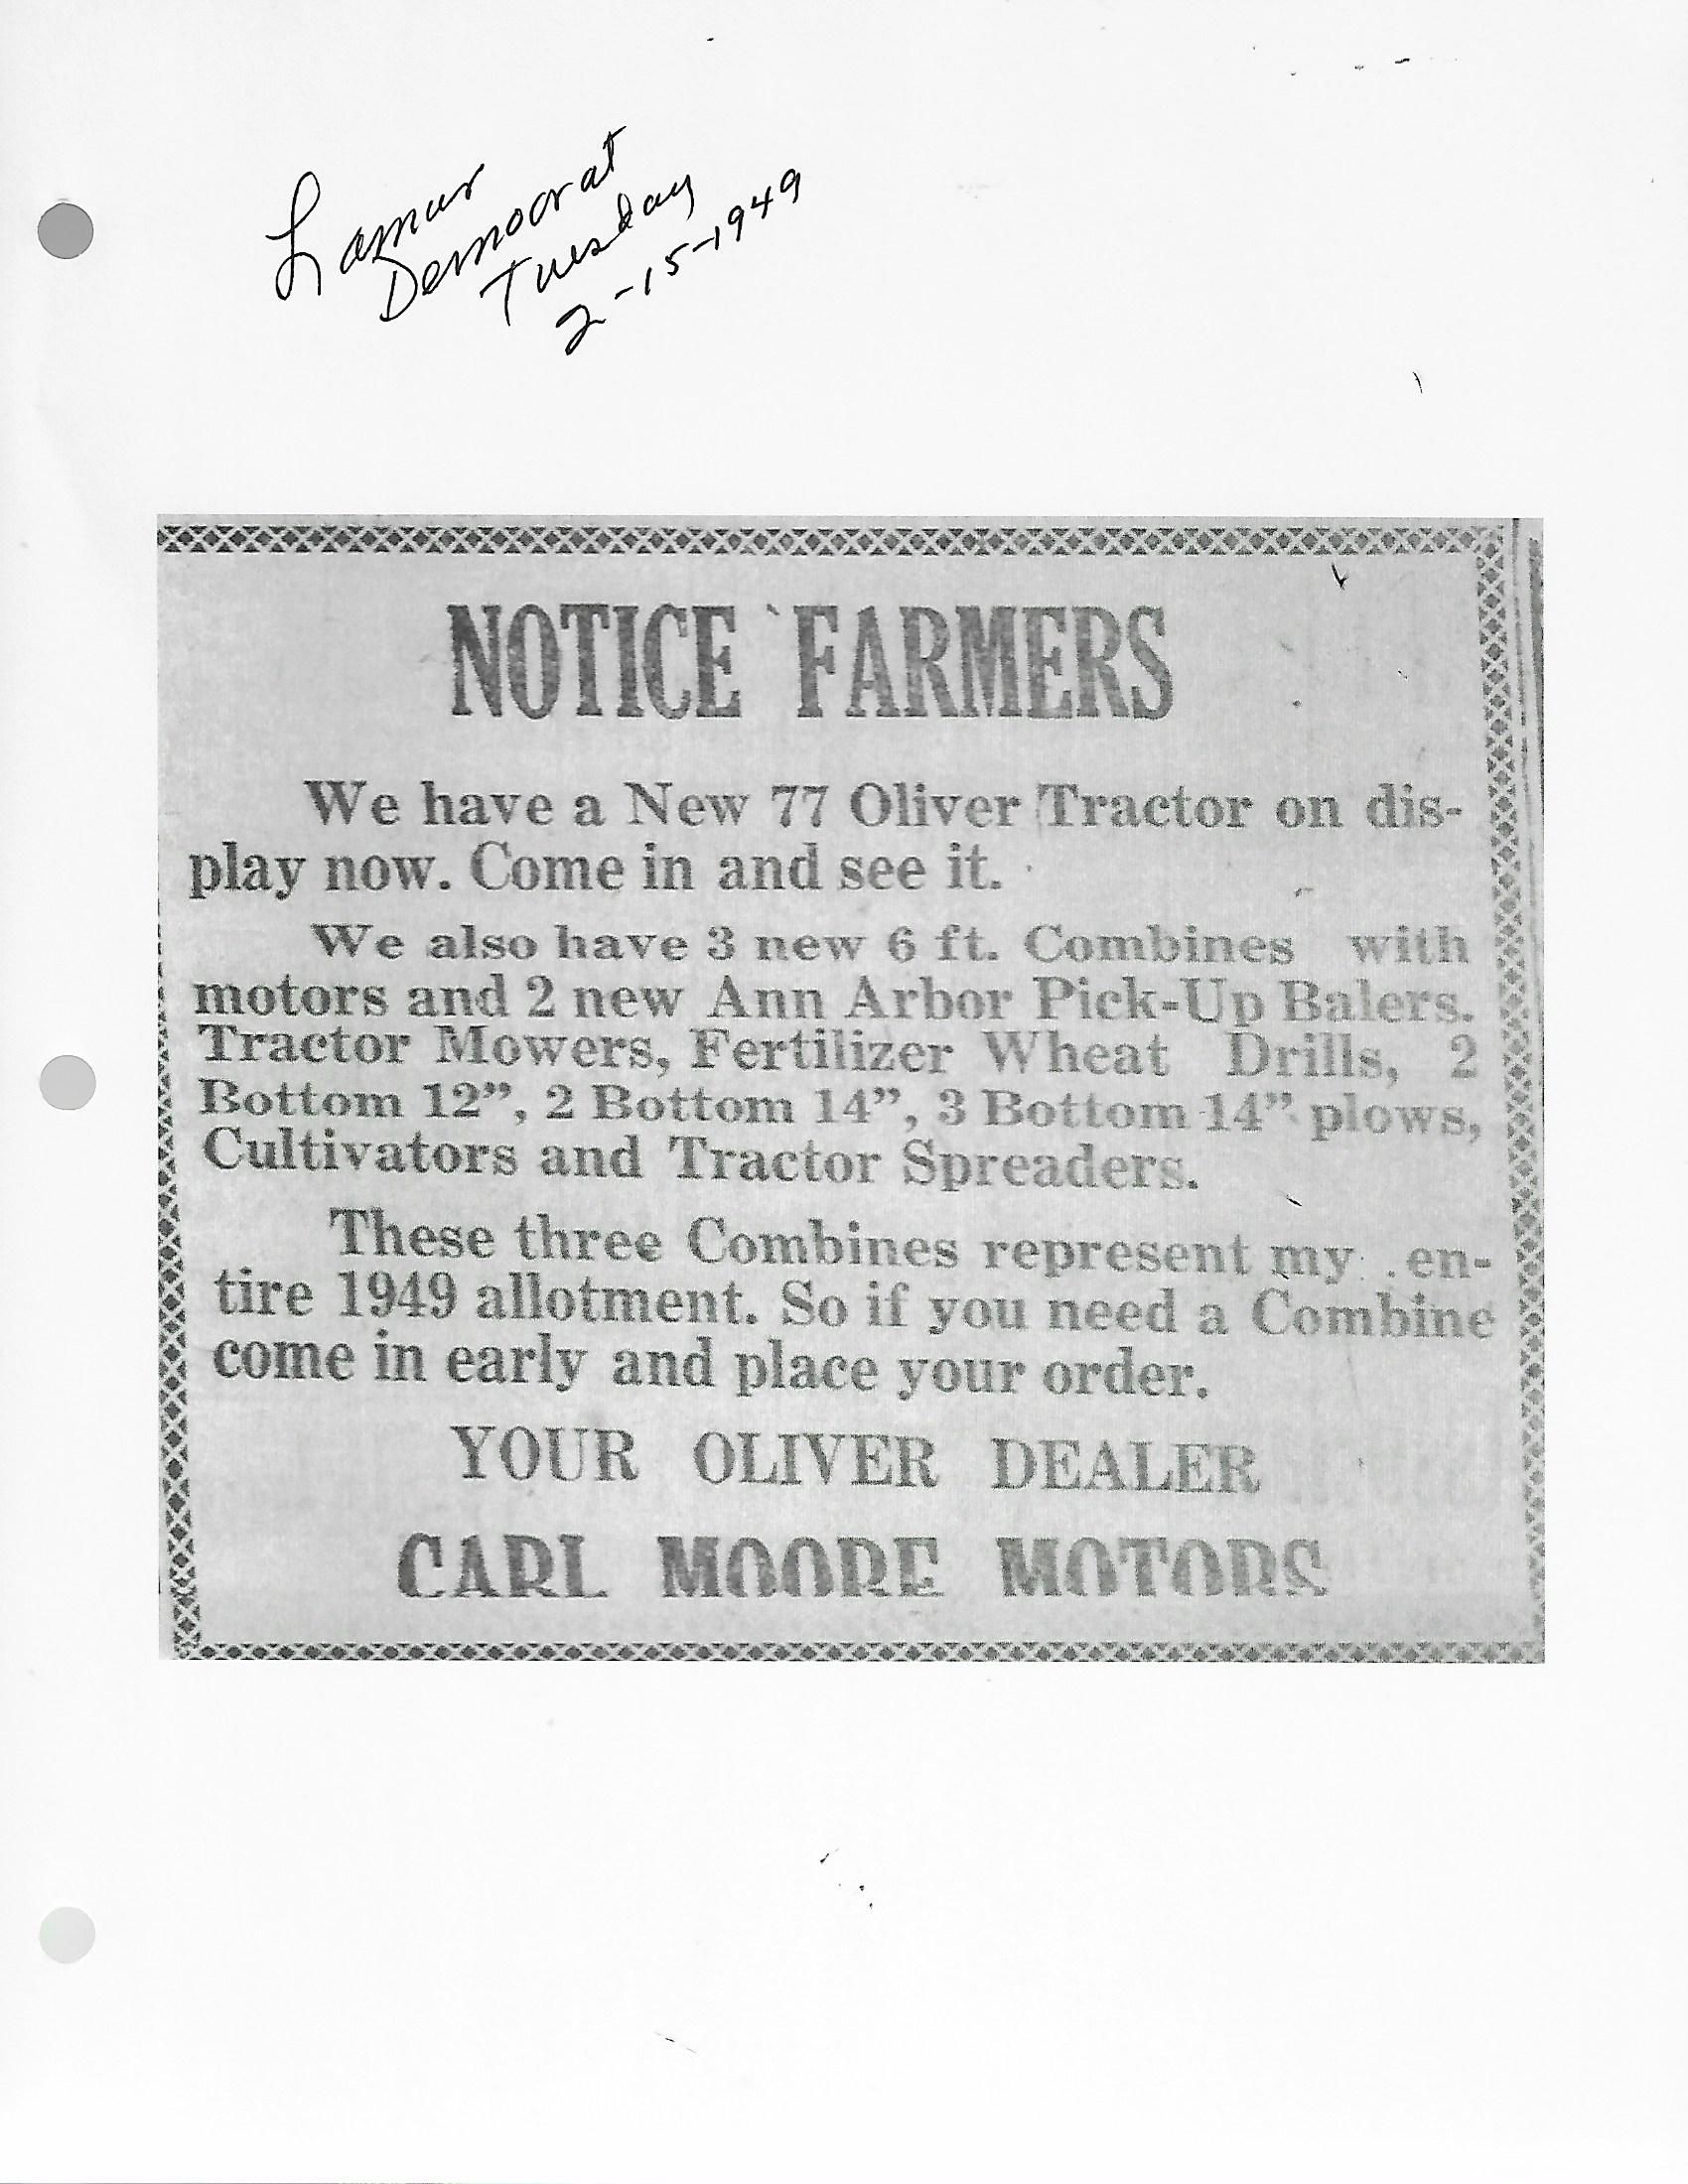 Lamar
Democrat
Tuesday
2-15-1949
NOTICE FARMERS
We have a New 77 Oliver Tractor on dis-
play now. Come in and see it.
We also have 3 new 6 ft. Combines with
motors and 2 new Ann Arbor Pick-Up Balers.
Tractor Mowers, Fertilizer Wheat Drills, 2
Bottom 12”, 2 Bottom 14”, 3 Bottom 14” plows,
Cultivators and Tractor Spreaders.
These three Combines represent my en-
tire 1949 allotment. So if you need a Combine
come in early and place your order.
YOUR OLIVER DEALER
CARL MOORE MOTORS